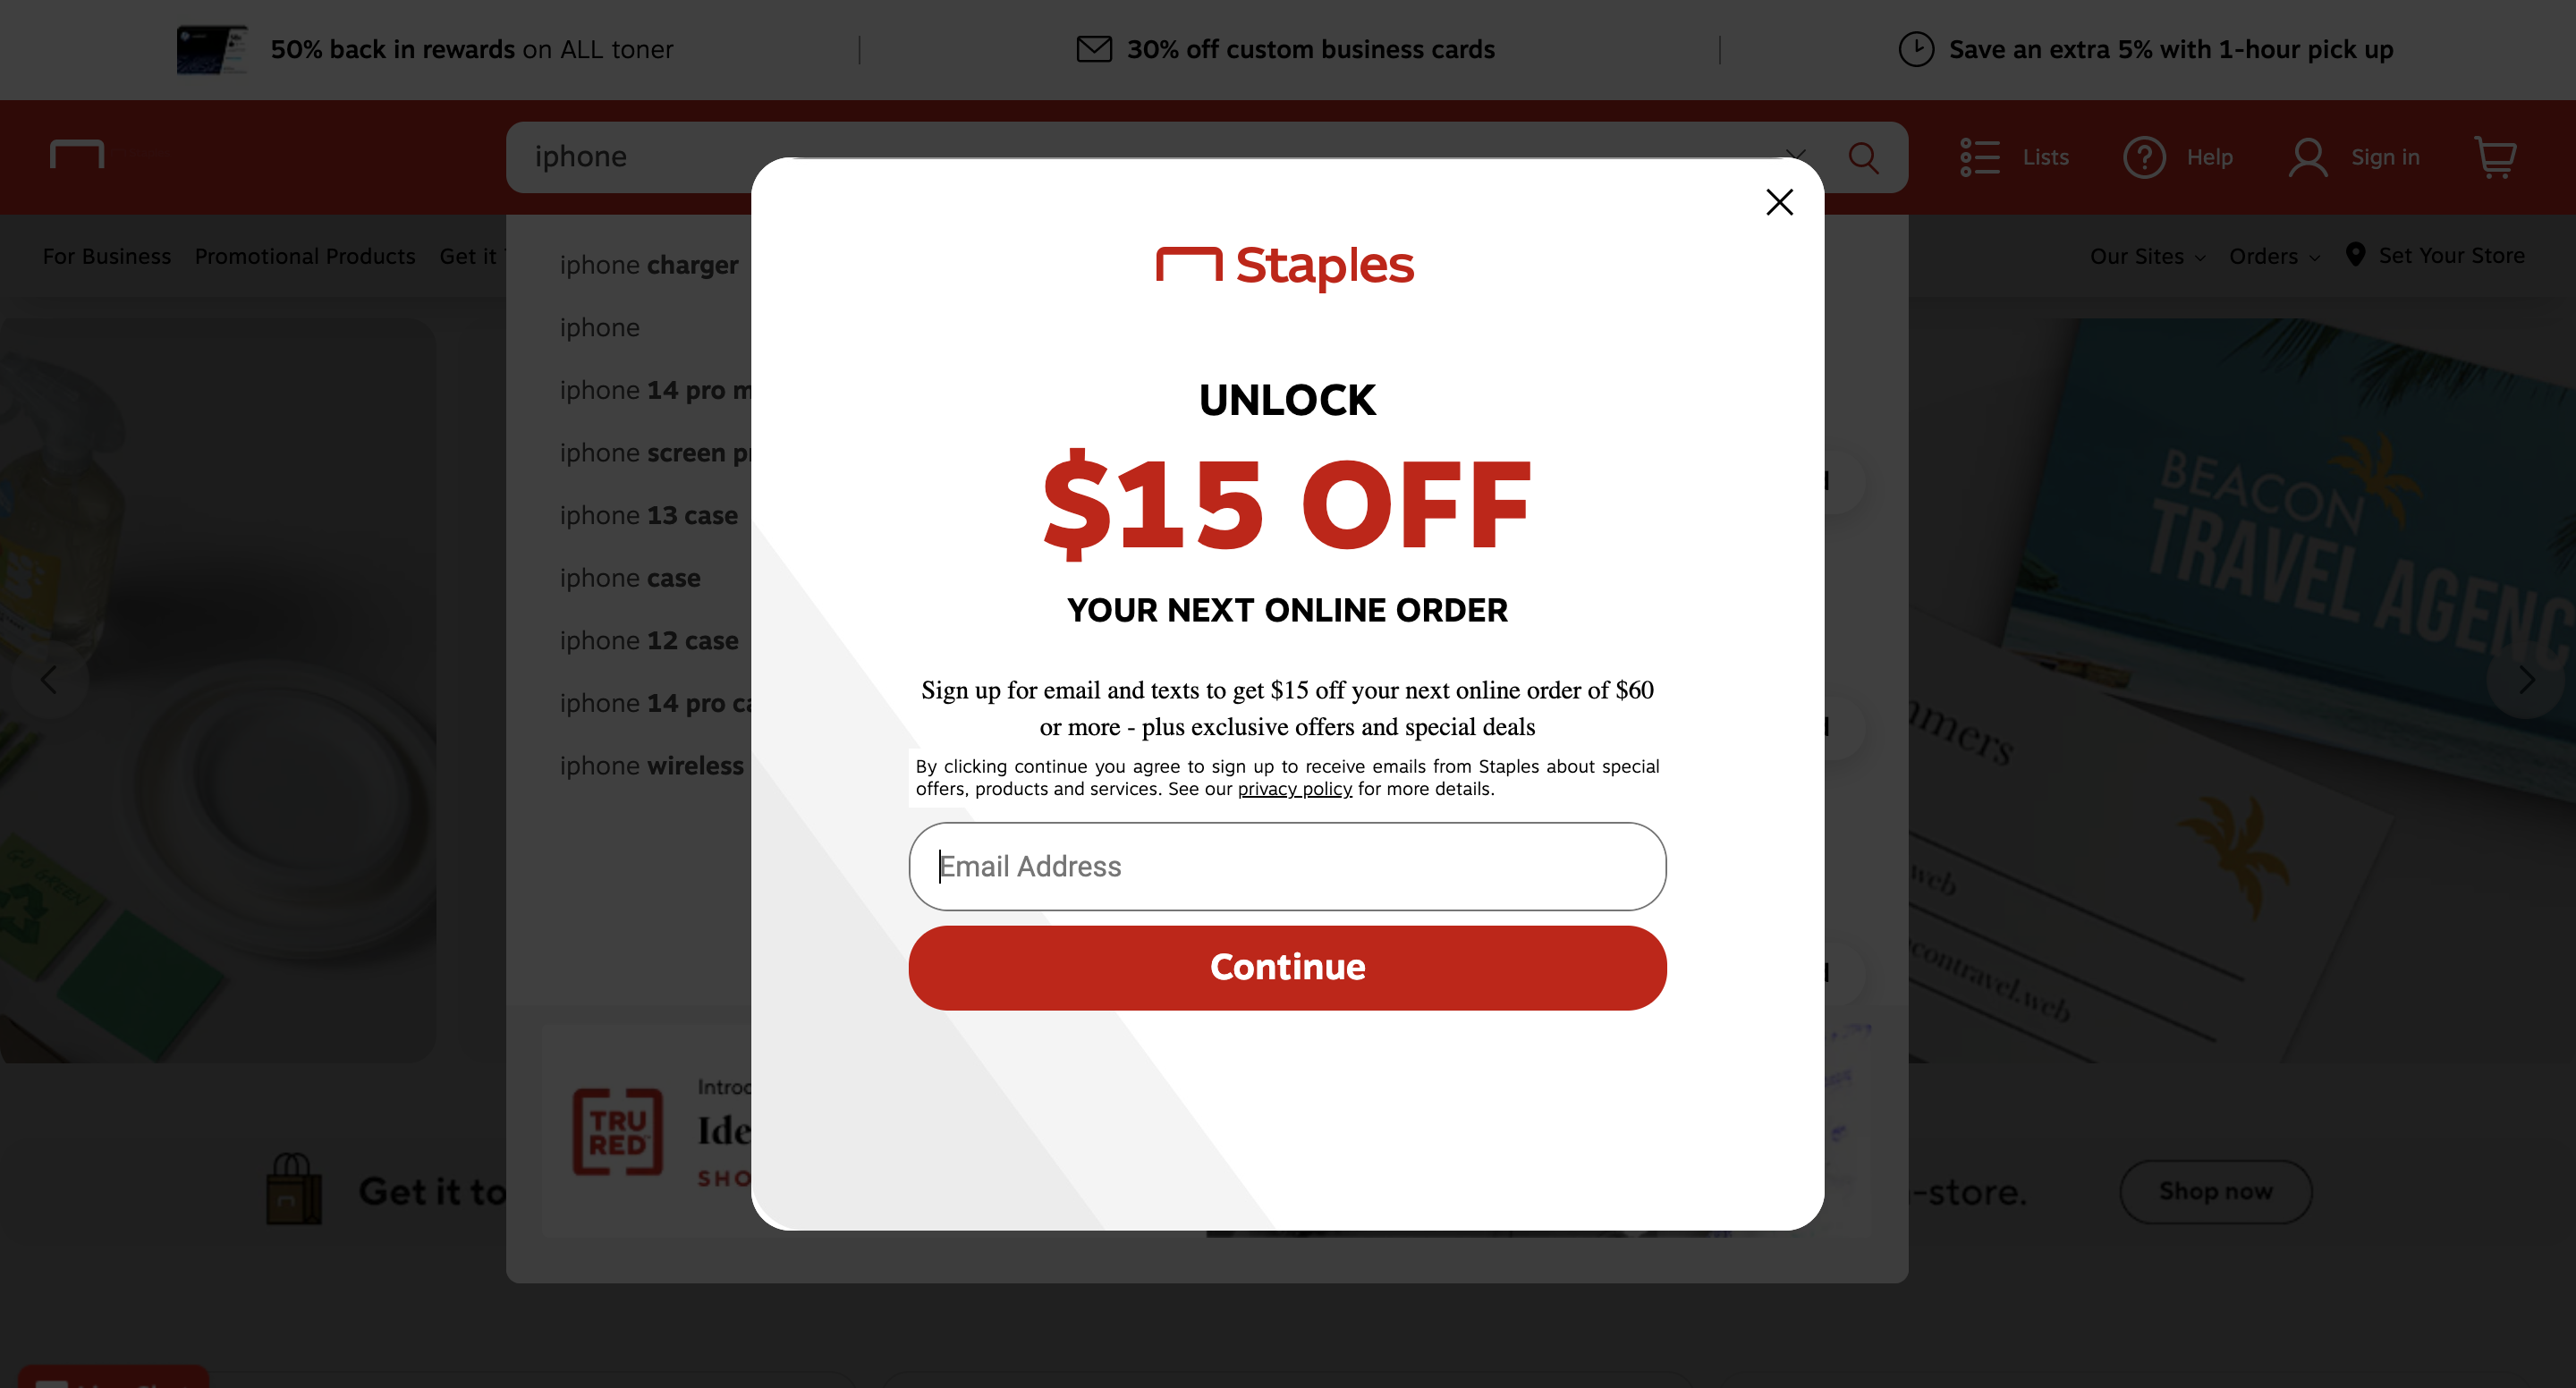 50% back in rewards on ALL toner
30% off custom business cards
Save an extra 5% with 1-hour pick up
iphone
Lists
Help
Sign in
For Business
Promotional Products
Get it
Our Sites
Orders
Set Your Store
iphone charger
iphone
iphone 14 pro
iphone screen
iphone 13 case
iphone case
iphone 12 case
iphone 14 pro
iphone wireless
Staples
UNLOCK
$15 OFF
YOUR NEXT ONLINE ORDER
Sign up for email and texts to get $15 off your next online order of $60
or more - plus exclusive offers and special deals
By clicking continue you agree to sign up to receive emails from Staples about special
offers, products and services. See our privacy policy for more details.
Email Address
Continue
GO GREEN
BEACON
TRAVEL AGENC
mmers
.web
contravel.web
TRU
RED
Introd
Ide
SHO
Get it to
-store.
Shop now